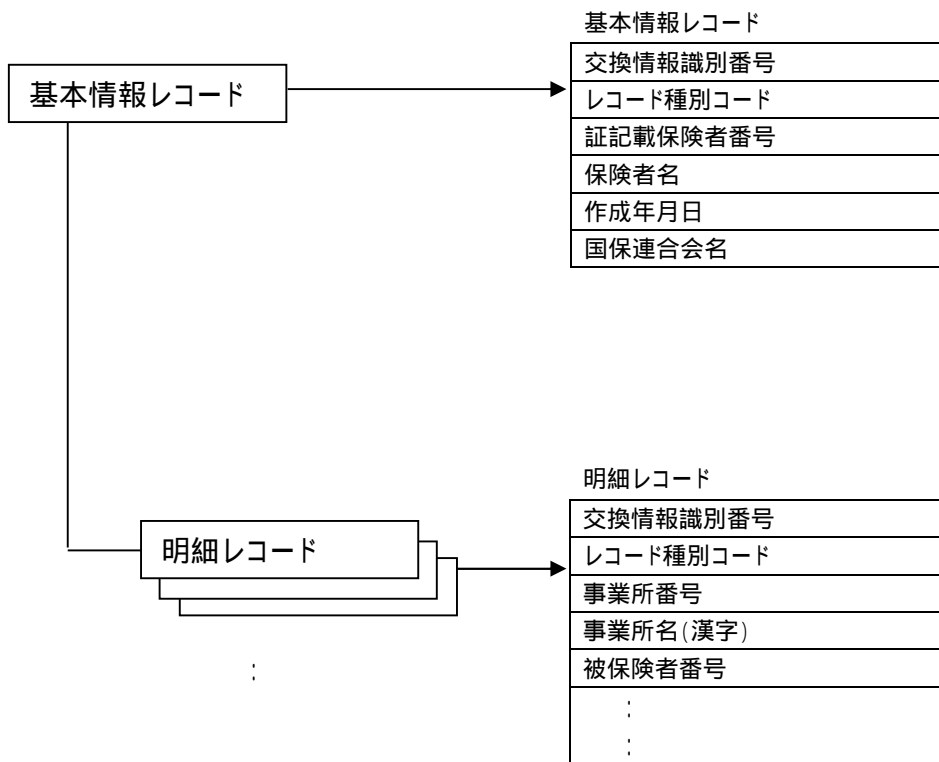 基本情報レコード
基本情報レコード
交換情報識別番号
レコード種別コード
証記載保険者番号
保険者名
作成年月日
国保連合会名
明細レコード
明細レコード
交換情報識別番号
レコード種別コード
事業所番号
事業所名(漢字)
被保険者番号
:
:
: